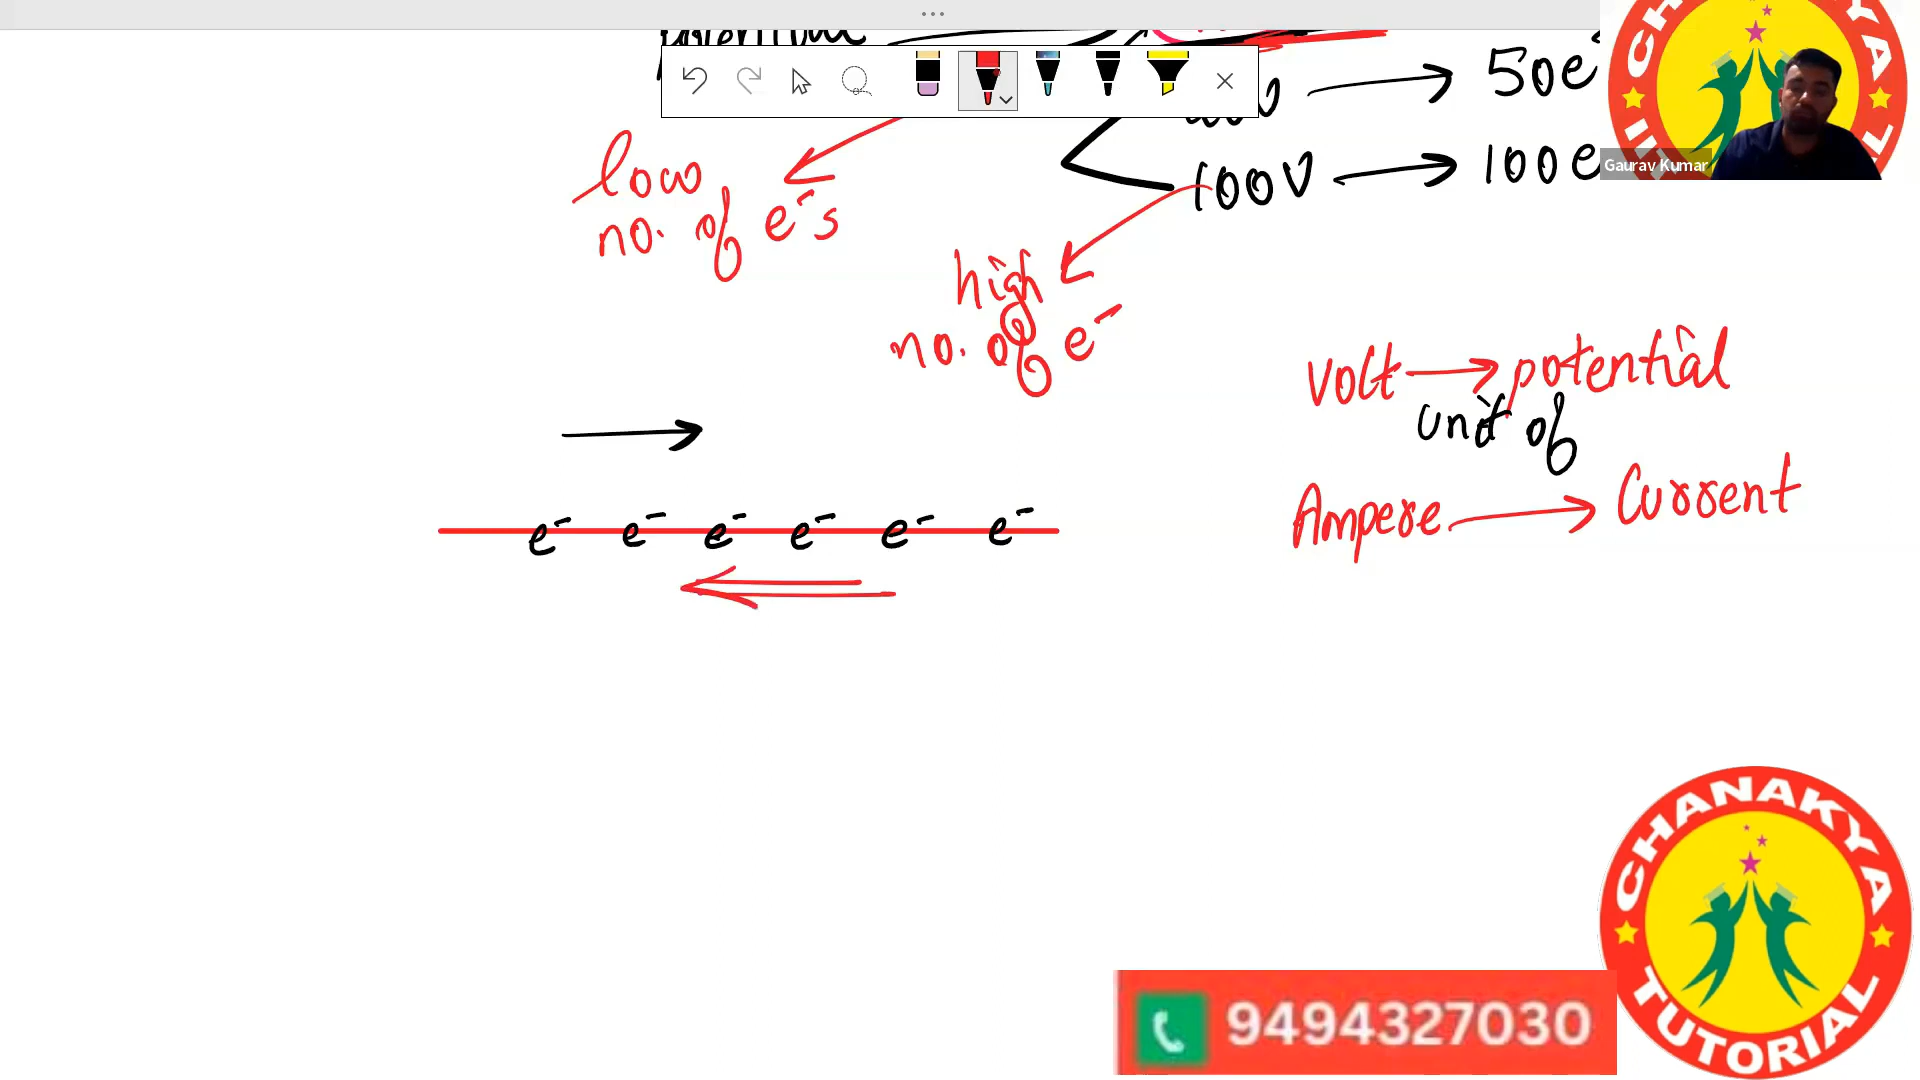 50e⁻
low
no. of e⁻s
100V → 100e
Gaurav Kumar
high
no. of e⁻
Volt → potential
unit of
Ampere → Current
e⁻ e⁻ e⁻ e⁻ e⁻ e⁻
CHANAKYA
TUTORIAL
9494327030